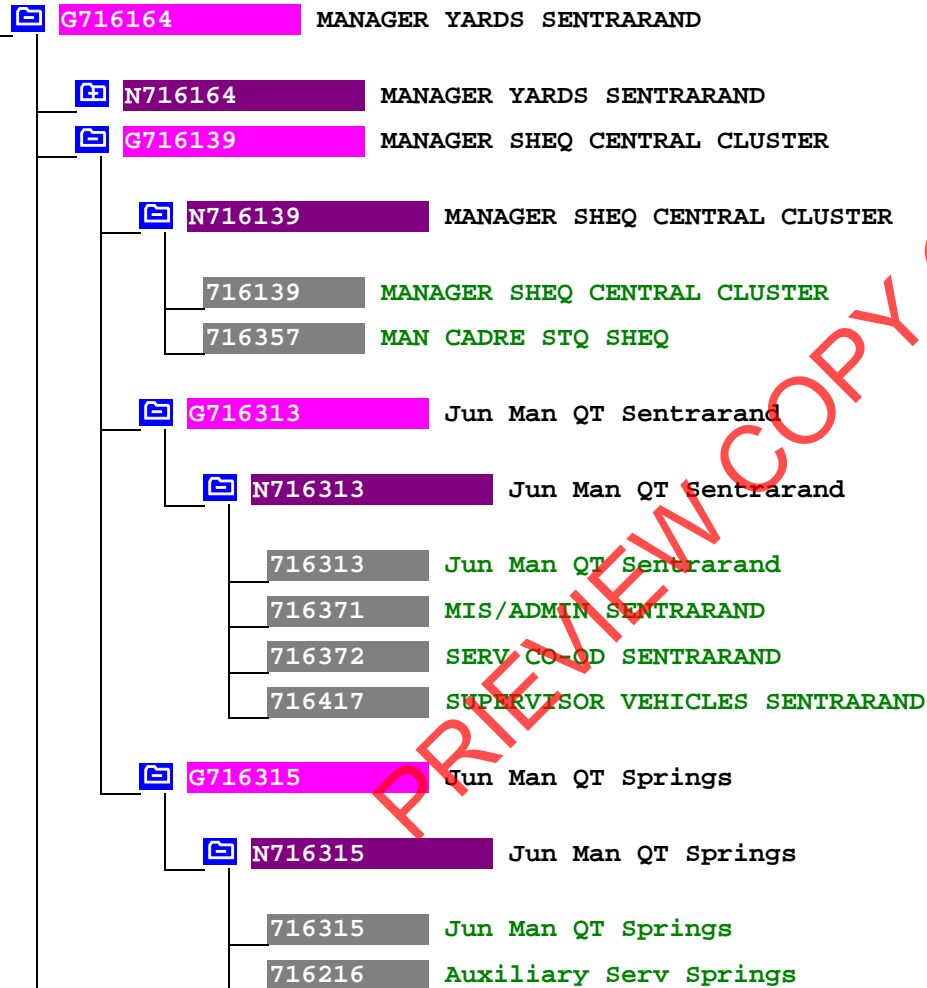 G716164 MANAGER YARDS SENTRARAND
N716164 MANAGER YARDS SENTRARAND
G716139 MANAGER SHEQ CENTRAL CLUSTER
N716139 MANAGER SHEQ CENTRAL CLUSTER
716139 MANAGER SHEQ CENTRAL CLUSTER
716357 MAN CADRE STQ SHEQ
G716313 Jun Man QT Sentrarand
N716313 Jun Man QT Sentrarand
716313 Jun Man QT Sentrarand
716371 MIS/ADMIN SENTRARAND
716372 SERV CO-OD SENTRARAND
716417 SUPERVISOR VEHICLES SENTRARAND
G716315 Jun Man QT Springs
N716315 Jun Man QT Springs
716315 Jun Man QT Springs
716216 Auxiliary Serv Springs
PRIEVIEW COPY